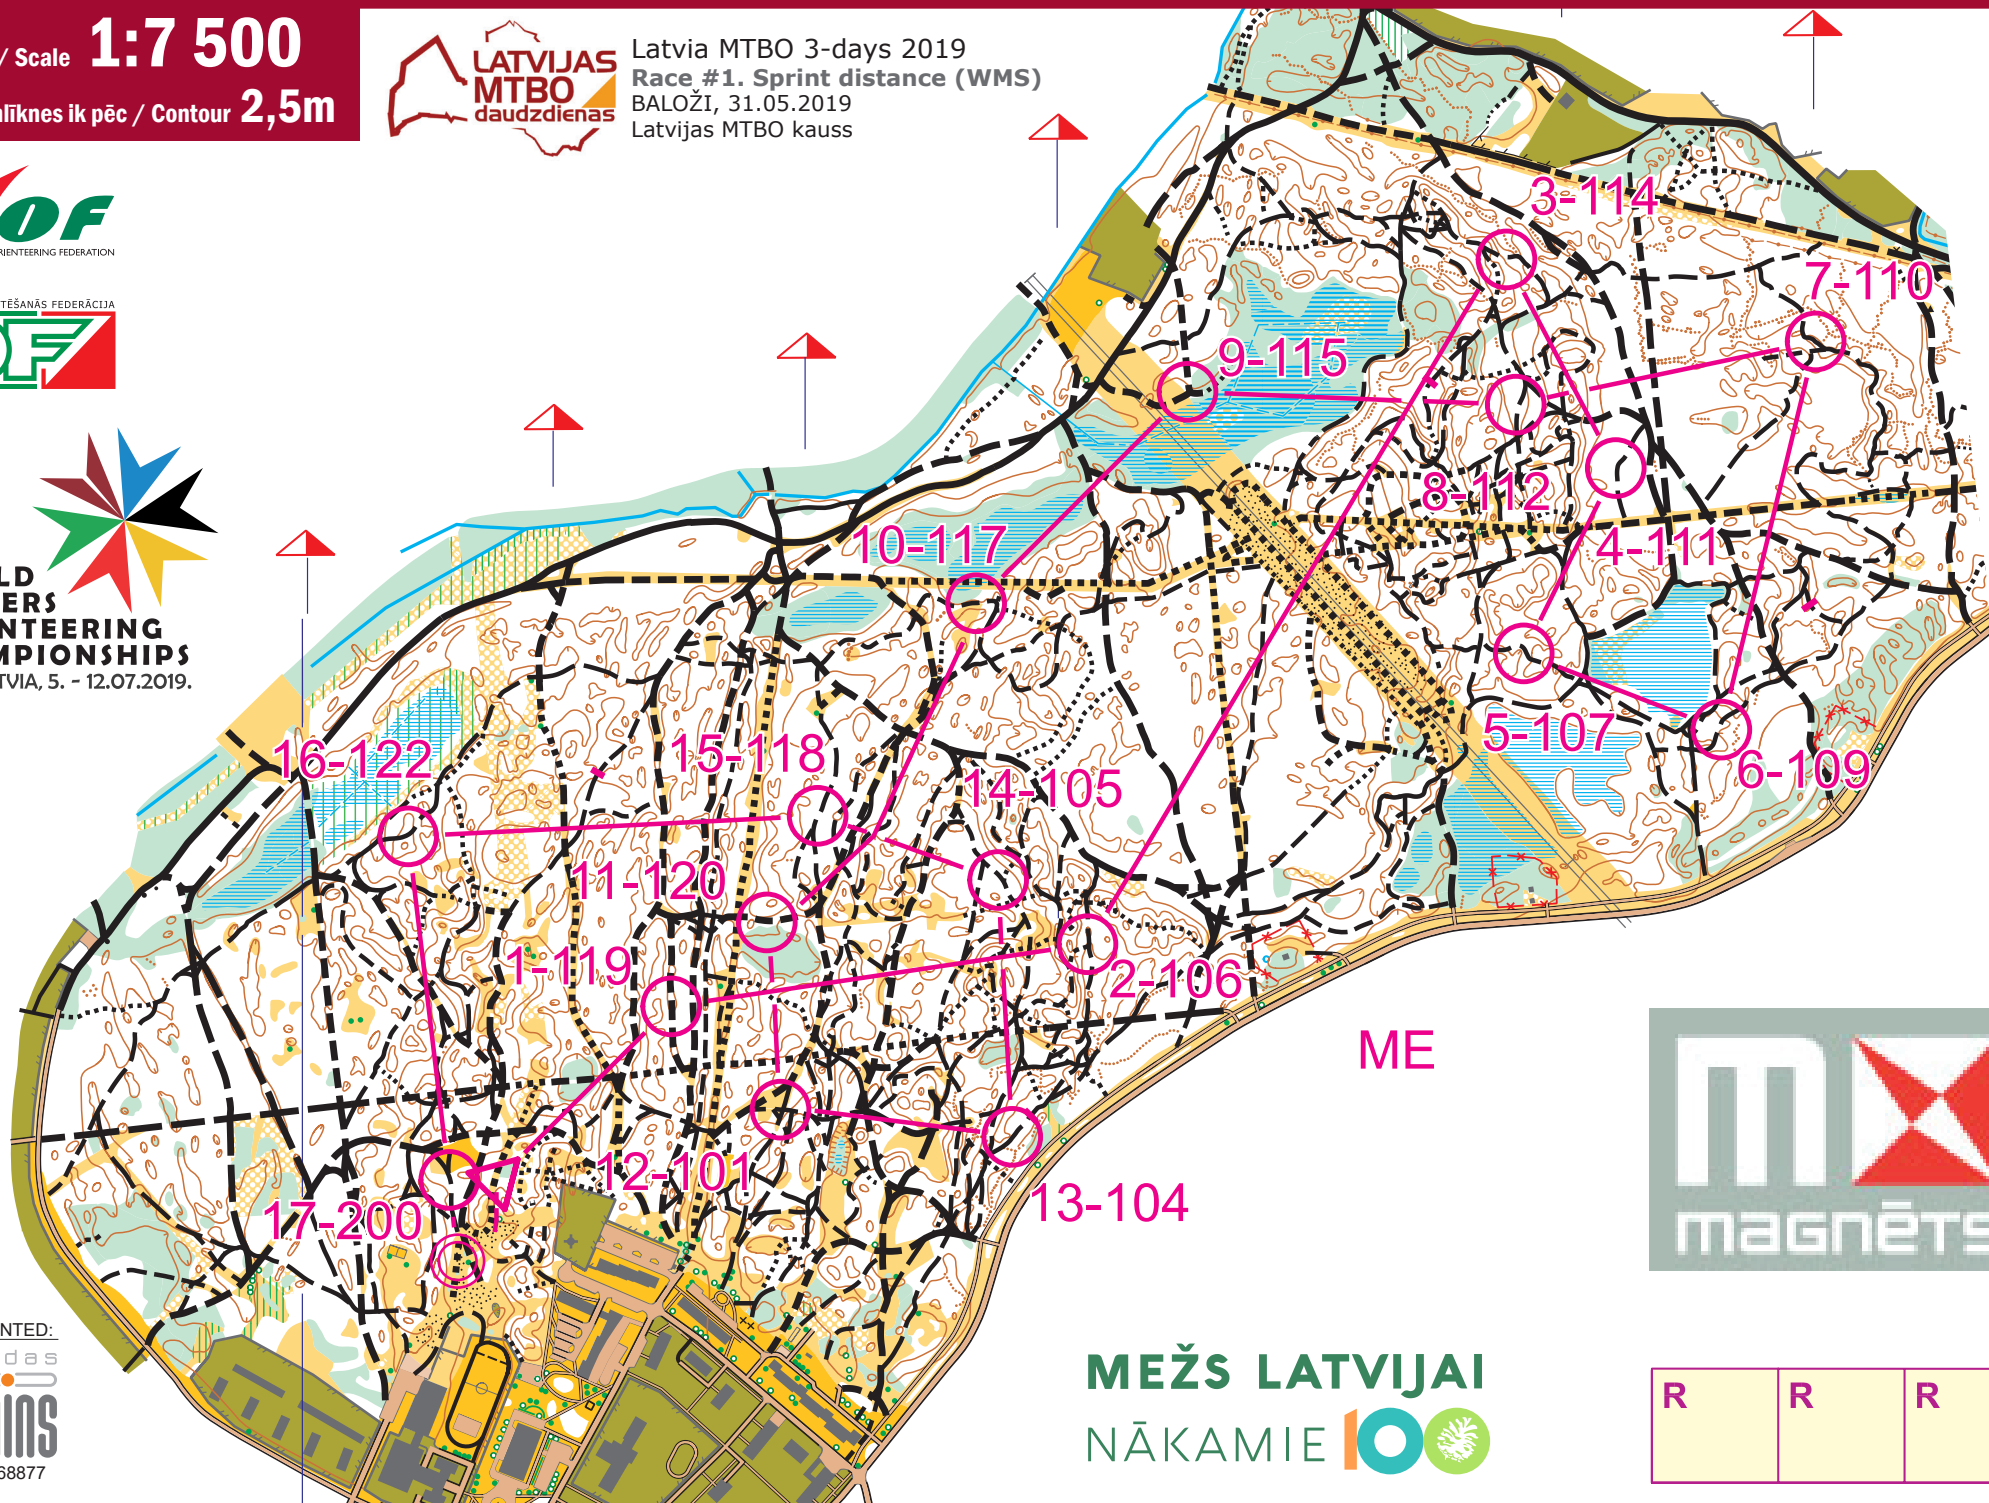 / Scale 1:7 500
līknes ik pēc / Contour 2,5m
LATVIJAS
MTBO
daudzdienas
Latvia MTBO 3-days 2019
Race #1. Sprint distance (WMS)
BALOŽI, 31.05.2019
Latvijas MTBO kauss
OF
RIENTEERING FEDERATION
TĒŠANĀS FEDERĀCIJA
F
LD
ERS
NTEERING
MPIONSHIPS
TVIA, 5. - 12.07.2019.
3-114
7-110
9-115
8-112
10-117
4-111
5-107
6-109
16-122
15-118
14-105
11-120
1-119
2-106
ME
12-101
13-104
17-200
magnēts
NTED:
das
ins
68877
MEŽS LATVIJAI
NĀKAMIE 100
R R R